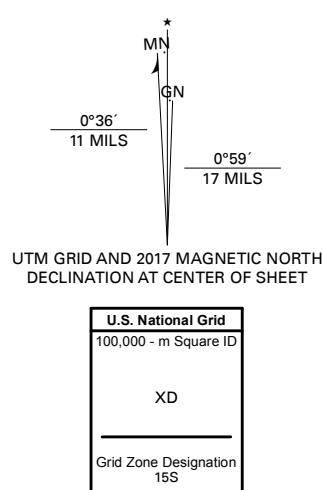 ★
MN
GN
0°36´
11 MILS
0°59´
17 MILS
UTM GRID AND 2017 MAGNETIC NORTH
DECLINATION AT CENTER OF SHEET
U.S. National Grid
100,000 - m Square ID
XD
Grid Zone Designation
15S